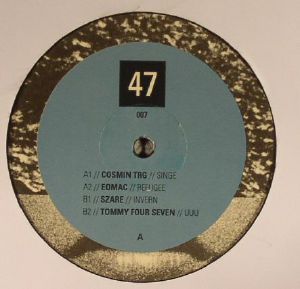 47
007
A1 // COSMIN TRG // SINGE
A2 // EOMAC // REFUGEE
B1 // SZARE // INVERN
B2 // TOMMY FOUR SEVEN // UUU
A